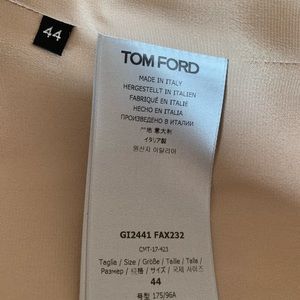 44
TOM FORD
MADE IN ITALY
HERGESTELLT IN ITALIEN
FABRIQUÉ EN ITALIE
HECHO EN ITALIA
ПРОИЗВЕДЕНО В ИТАЛИИ
地 意大利
イタリア製
원산지 이탈리아
GI2441 FAX232
CMT-17-423
Taglia / Size / Größe / Taille / Talla /
Размер / 规格 / サイズ / 국제 사이즈
44
号型 175/96A